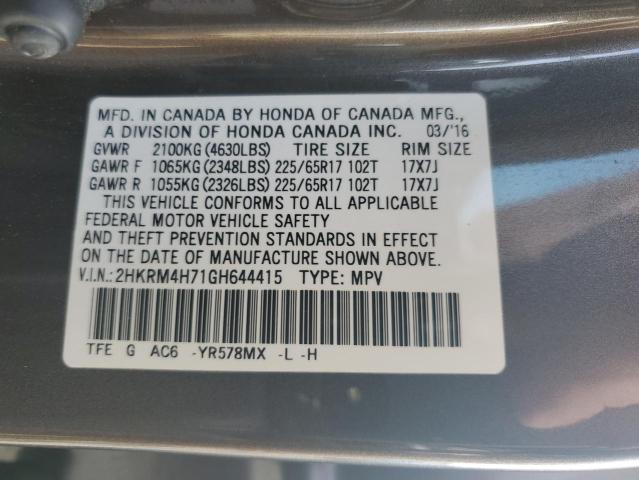 MFD. IN CANADA BY HONDA OF CANADA MFG.,
A DIVISION OF HONDA CANADA INC. 03/'16
GVWR 2100KG (4630LBS) TIRE SIZE RIM SIZE
GAWR F 1065KG (2348LBS) 225/65R17 102T 17X7J
GAWR R 1055KG (2326LBS) 225/65R17 102T 17X7J
THIS VEHICLE CONFORMS TO ALL APPLICABLE
FEDERAL MOTOR VEHICLE SAFETY
AND THEFT PREVENTION STANDARDS IN EFFECT
ON THE DATE OF MANUFACTURE SHOWN ABOVE.
V.I.N.: 2HKRM4H71GH644415 TYPE: MPV
TFE G AC6 -YR578MX -L -H